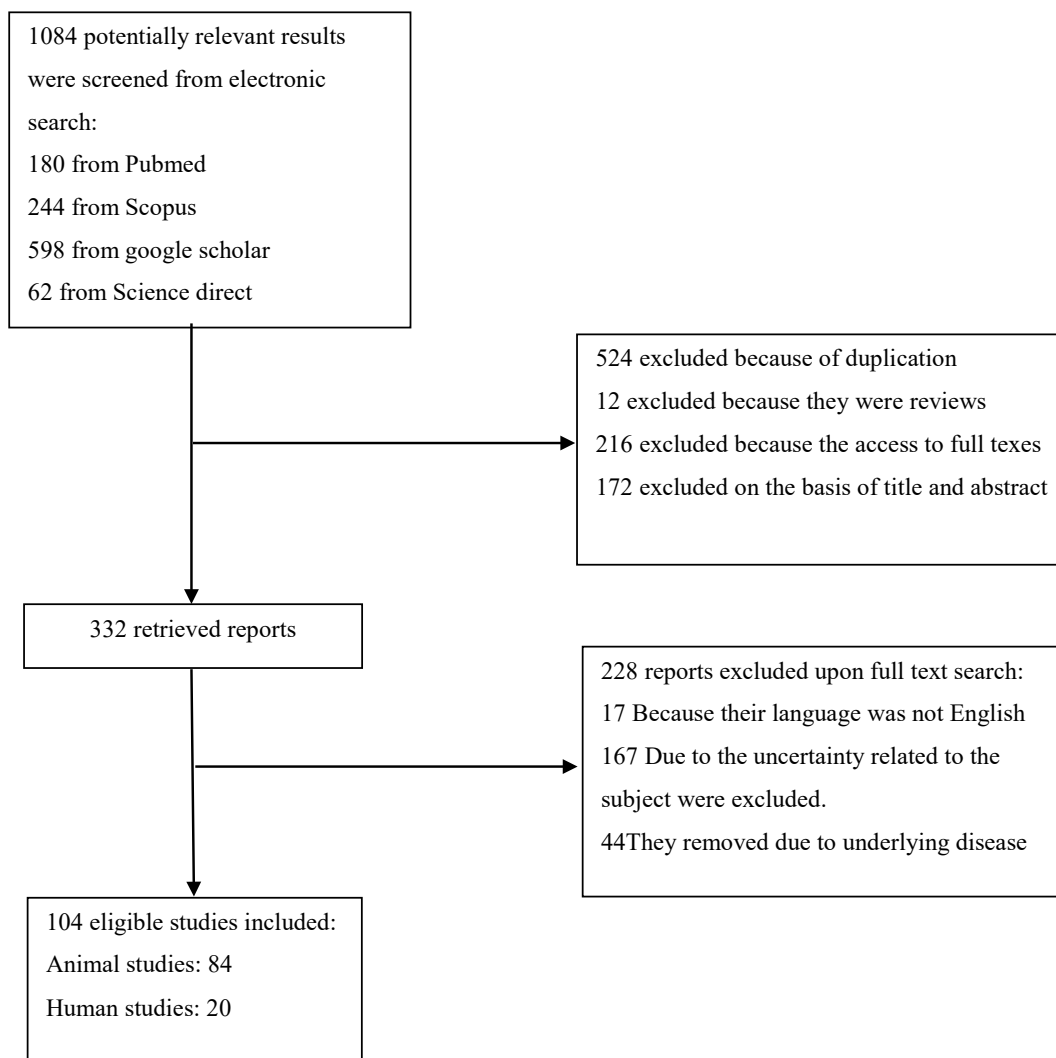 1084 potentially relevant results
were screened from electronic
search:
180 from Pubmed
244 from Scopus
598 from google scholar
62 from Science direct
524 excluded because of duplication
12 excluded because they were reviews
216 excluded because the access to full texes
172 excluded on the basis of title and abstract
332 retrieved reports
228 reports excluded upon full text search:
17 Because their language was not English
167 Due to the uncertainty related to the
subject were excluded.
44They removed due to underlying disease
104 eligible studies included:
Animal studies: 84
Human studies: 20